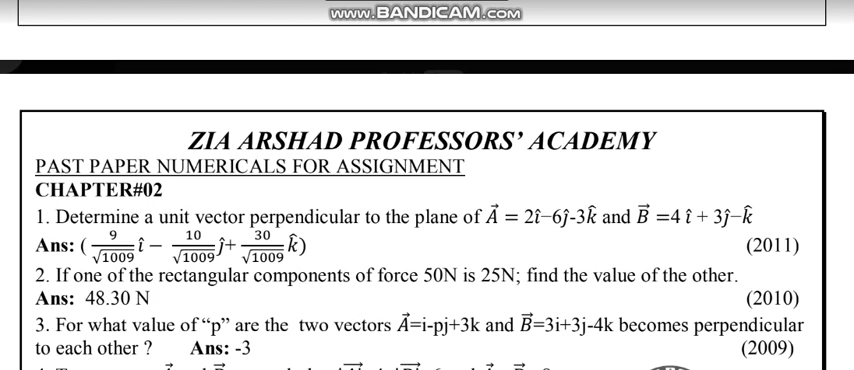 www.BANDICAM.com
ZIA ARSHAD PROFESSORS' ACADEMY
PAST PAPER NUMERICALS FOR ASSIGNMENT
CHAPTER#02
1. Determine a unit vector perpendicular to the plane of A⃗ = 2î−6ĵ-3k̂ and B⃗ =4 î + 3ĵ−k̂
Ans: (9/√1009 î − 10/√1009 ĵ+ 30/√1009 k̂) (2011)
2. If one of the rectangular components of force 50N is 25N; find the value of the other.
Ans: 48.30 N (2010)
3. For what value of “p” are the two vectors A⃗=i-pj+3k and B⃗=3i+3j-4k becomes perpendicular
to each other ? Ans: -3 (2009)